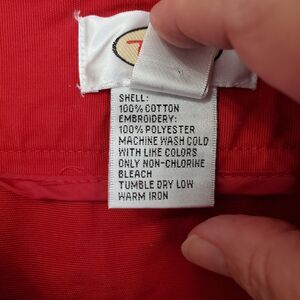 SHELL:
100% COTTON
EMBROIDERY:
100% POLYESTER
MACHINE WASH COLD
WITH LIKE COLORS
ONLY NON-CHLORINE
BLEACH
TUMBLE DRY LOW
WARM IRON